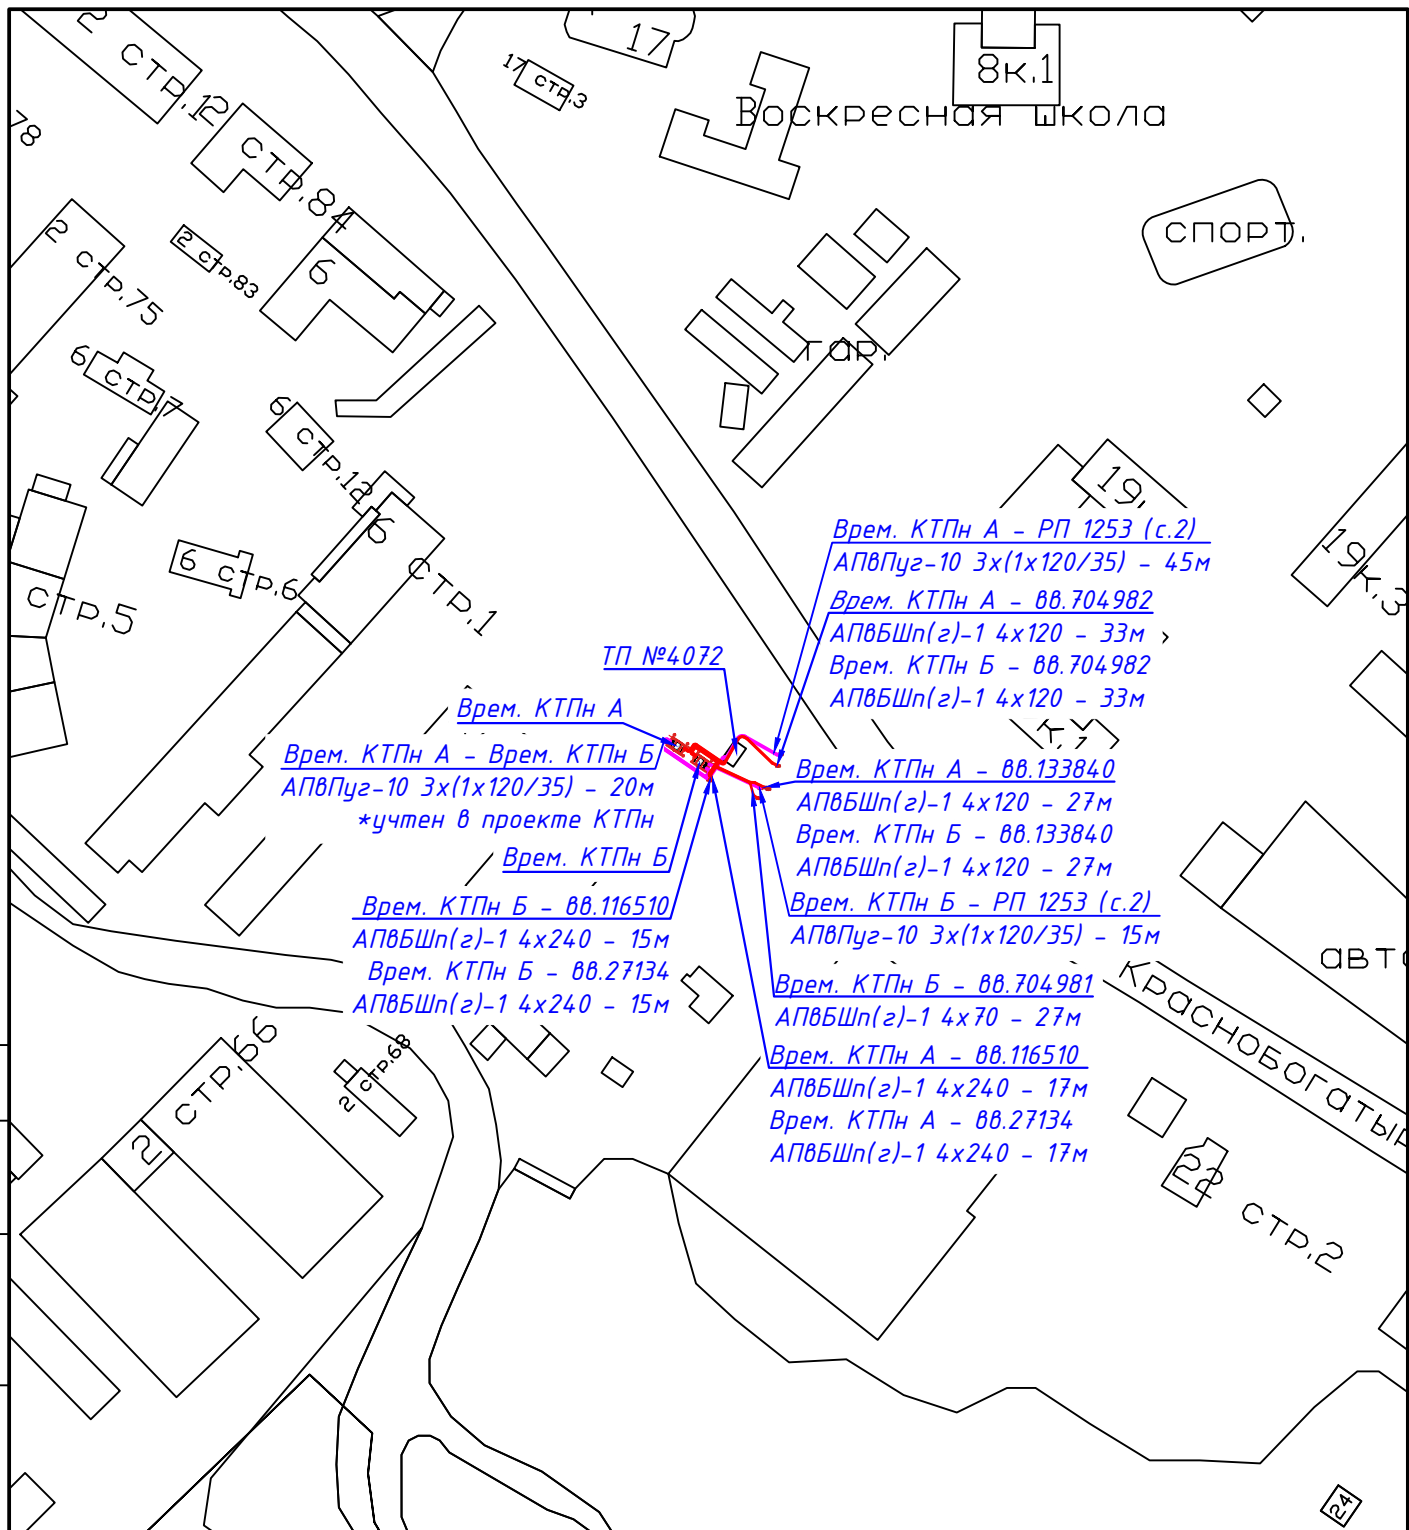 2 СТР.12
17
17 СТР.3
8к.1
Воскресная школа
78
СТР.84
2 СТР.83
6
СПОРТ.
2 СТР.75
ГАР.
6 СТР.7
6 СТР.12
19
19к.3
6 СТР.6
6 СТР.1
СТР.5
Врем. КТПн А - РП 1253 (с.2)
АПвПуг-10 3х(1х120/35) - 45м
Врем. КТПн А - вв.704982
АПвБШп(г)-1 4х120 - 33м
Врем. КТПн Б - вв.704982
АПвБШп(г)-1 4х120 - 33м
ТП №4072
Врем. КТПн А
Врем. КТПн А - Врем. КТПн Б
АПвПуг-10 3х(1х120/35) - 20м
*учтен в проекте КТПн
Врем. КТПн Б
Врем. КТПн А - вв.133840
АПвБШп(г)-1 4х120 - 27м
Врем. КТПн Б - вв.133840
АПвБШп(г)-1 4х120 - 27м
Врем. КТПн Б - вв.116510
АПвБШп(г)-1 4х240 - 15м
Врем. КТПн Б - вв.27134
АПвБШп(г)-1 4х240 - 15м
Врем. КТПн Б - РП 1253 (с.2)
АПвПуг-10 3х(1х120/35) - 15м
Врем. КТПн Б - вв.704981
АПвБШп(г)-1 4х70 - 27м
Врем. КТПн А - вв.116510
АПвБШп(г)-1 4х240 - 17м
Врем. КТПн А - вв.27134
АПвБШп(г)-1 4х240 - 17м
авто
КРАСНОБОГАТЫР
2 СТР.66
2 СТР.68
22 СТР.2
24